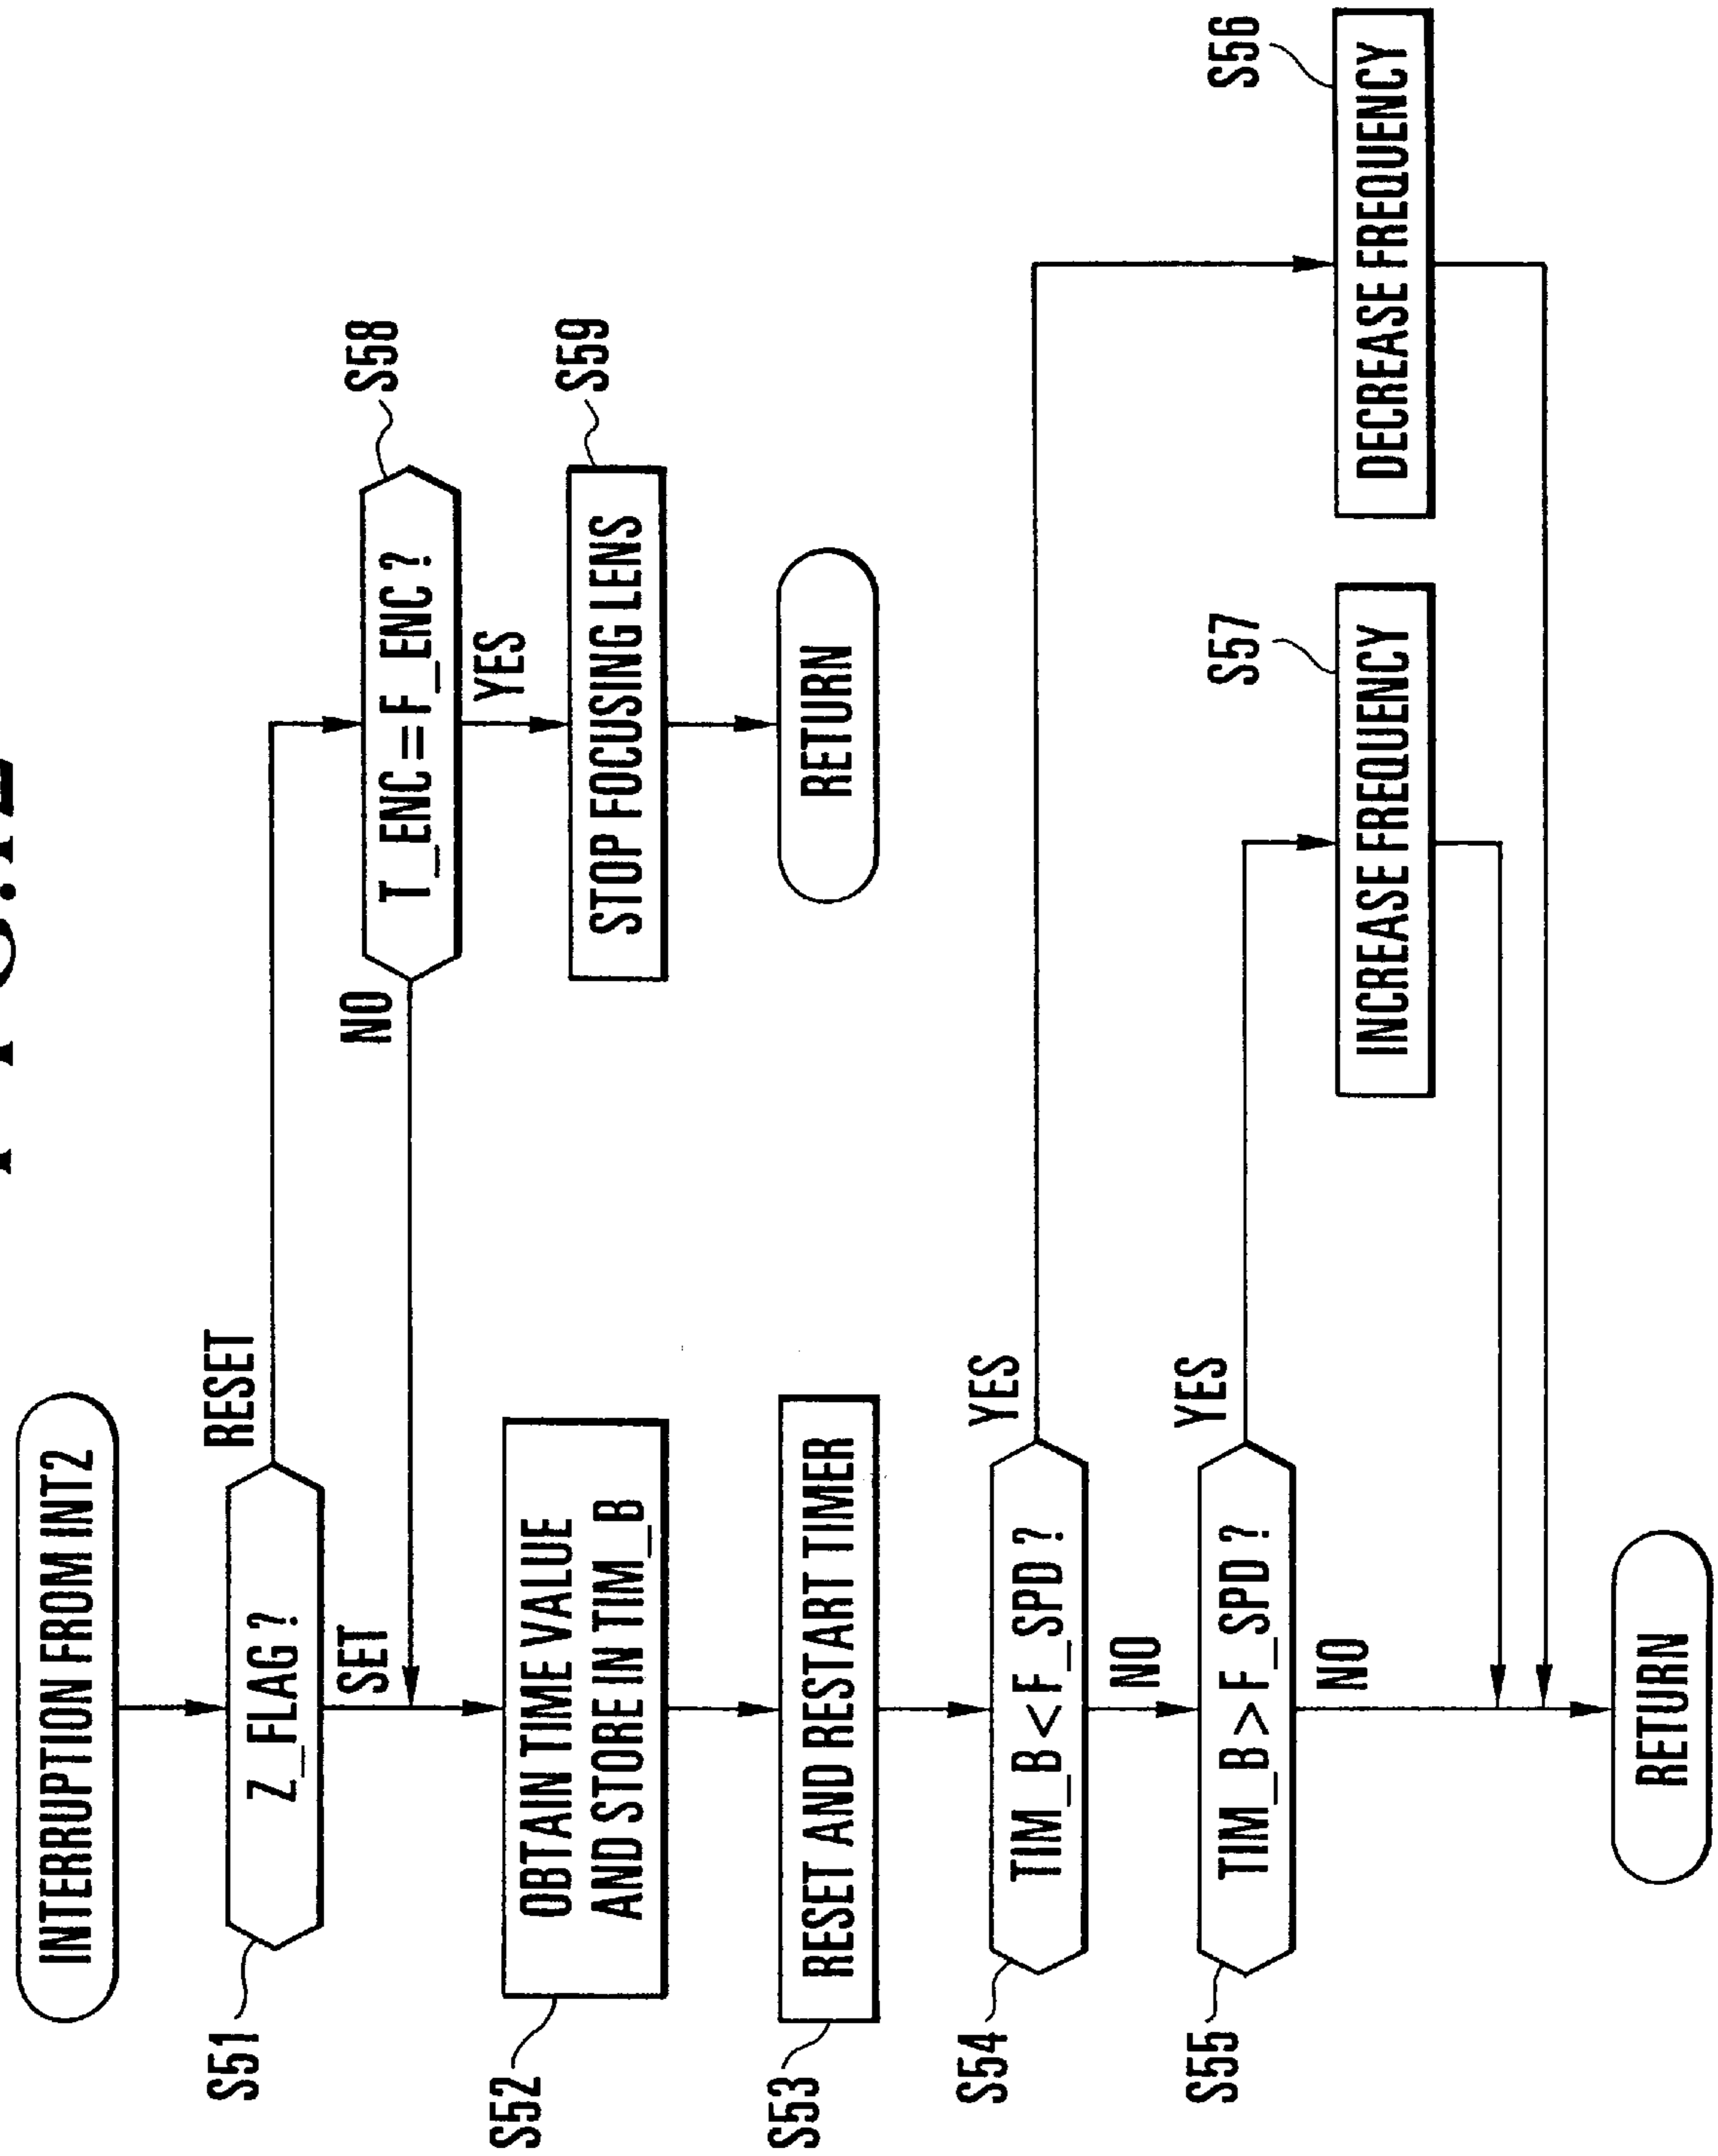 INTERRUPTION FROM INT2
S51
Z_FLAG ?
RESET
SET
S58
T_ENC = F_ENC ?
NO
YES
S59
STOP FOCUSING LENS
RETURN
S52
OBTAIN TIME VALUE
AND STORE IN TIM_B
S53
RESET AND RESTART TIMER
S54
TIM_B < F_SPD ?
YES
NO
S55
TIM_B > F_SPD ?
YES
NO
S57
INCREASE FREQUENCY
S56
DECREASE FREQUENCY
RETURN